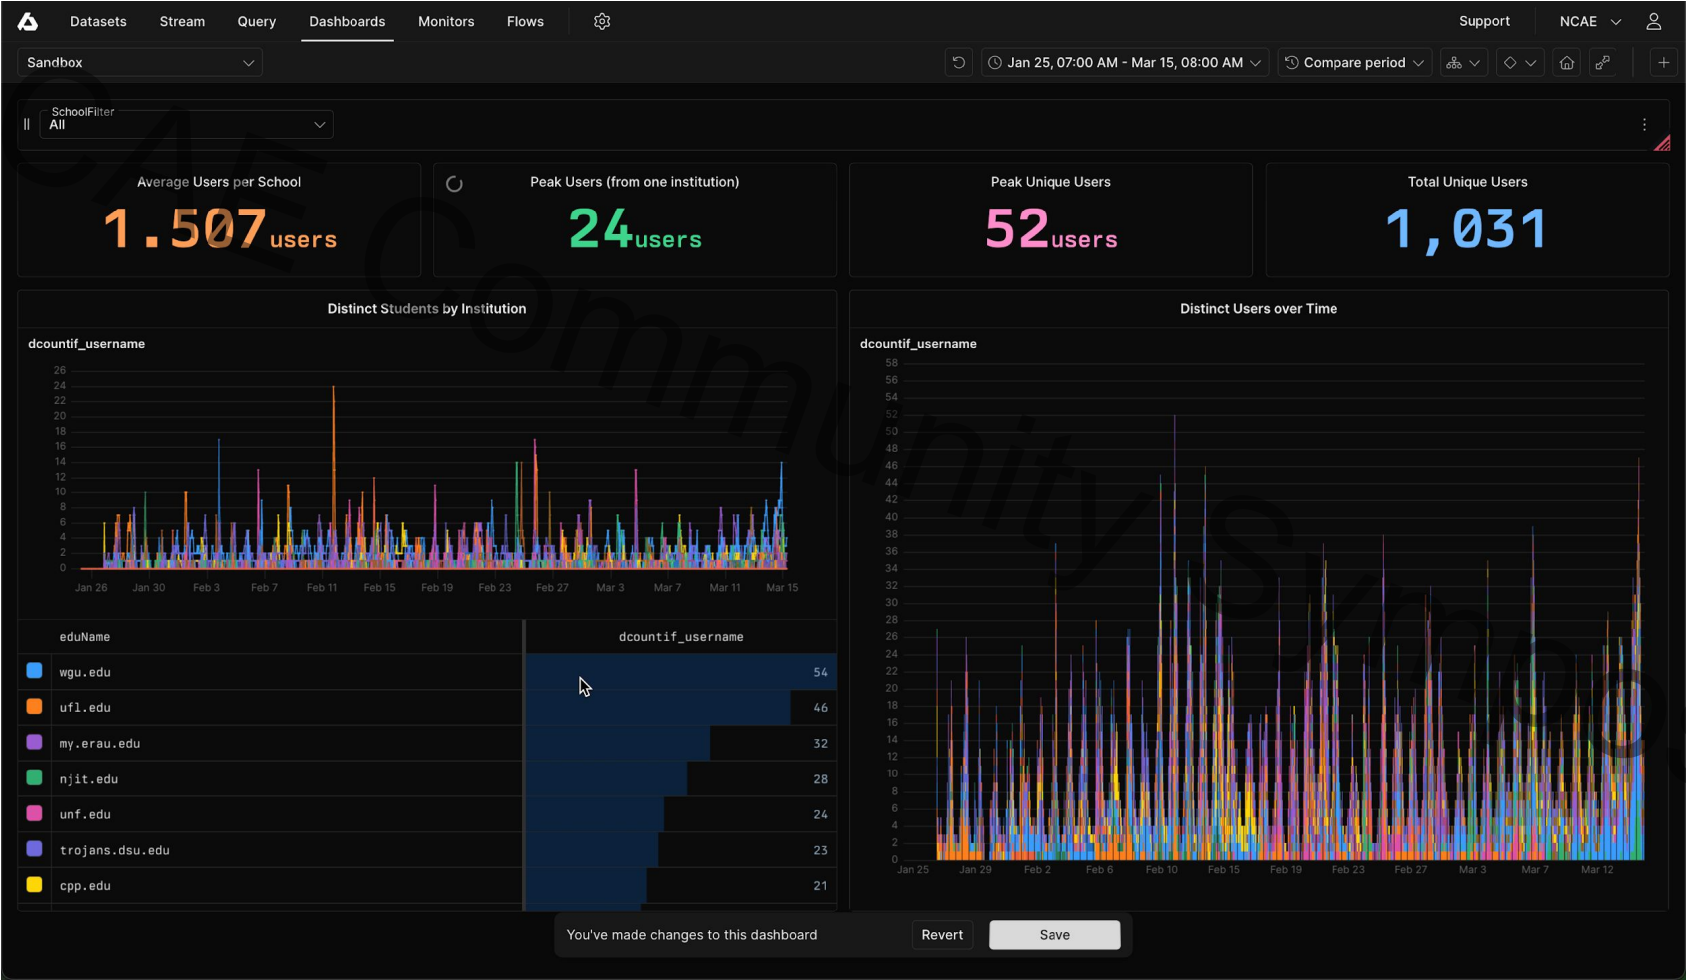 Datasets Stream Query Dashboards Monitors Flows Support NCAE
Sandbox Jan 25, 07:00 AM - Mar 15, 08:00 AM Compare period
SchoolFilter
All
Average Users per School Peak Users (from one institution) Peak Unique Users Total Unique Users
1.507users 24users 52users 1,031
Distinct Students by Institution Distinct Users over Time
dcountif_username
26
24
22
20
18
16
14
12
10
8
6
4
2
0
Jan 26 Jan 30 Feb 3 Feb 7 Feb 11 Feb 15 Feb 19 Feb 23 Feb 27 Mar 3 Mar 7 Mar 11 Mar 15
eduName dcountif_username
wgu.edu 54
ufl.edu 46
my.erau.edu 32
njit.edu 28
unf.edu 24
trojans.dsu.edu 23
cpp.edu 21
dcountif_username
58
56
54
52
50
48
46
44
42
40
38
36
34
32
30
28
26
24
22
20
18
16
14
12
10
8
6
4
2
0
Jan 25 Jan 29 Feb 2 Feb 6 Feb 10 Feb 15 Feb 19 Feb 23 Feb 27 Mar 3 Mar 7 Mar 12
You've made changes to this dashboard Revert Save
CAE Community Sympos